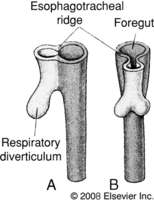 Esophagotracheal
ridge
Foregut
Respiratory
diverticulum
A
B
© 2008 Elsevier Inc.